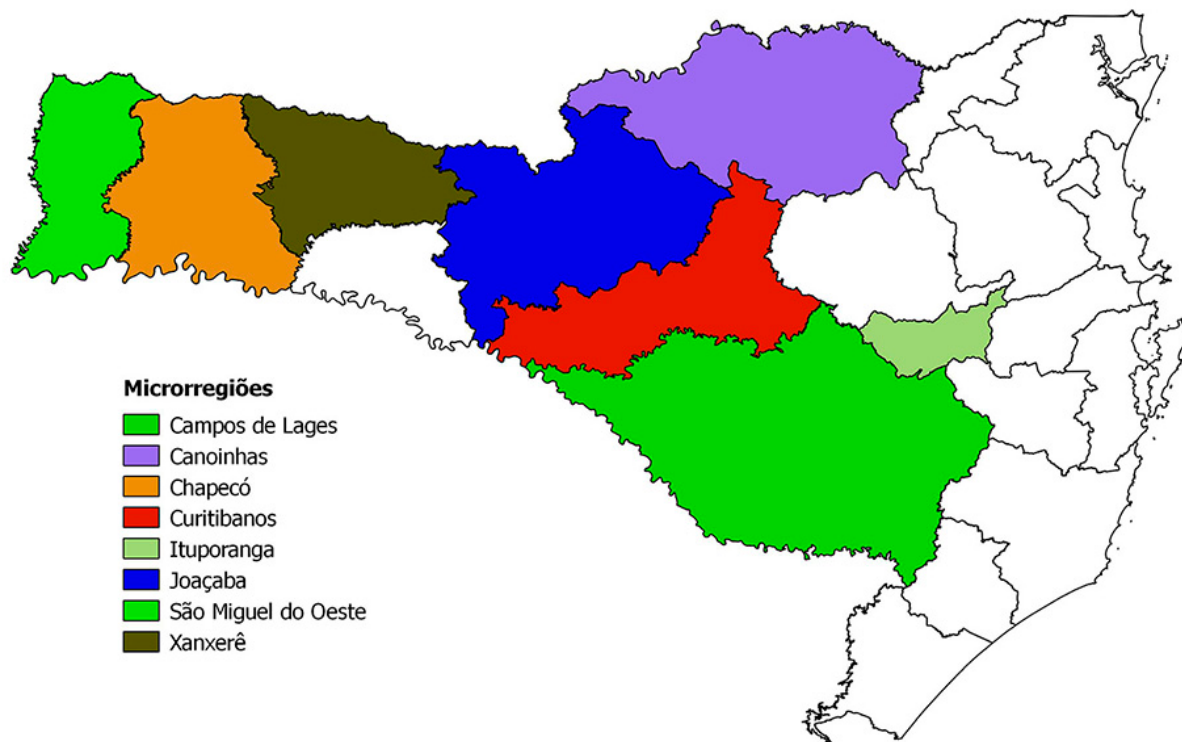 Microrregiões
Campos de Lages
Canoinhas
Chapecó
Curitibanos
Ituporanga
Joaçaba
São Miguel do Oeste
Xanxerê